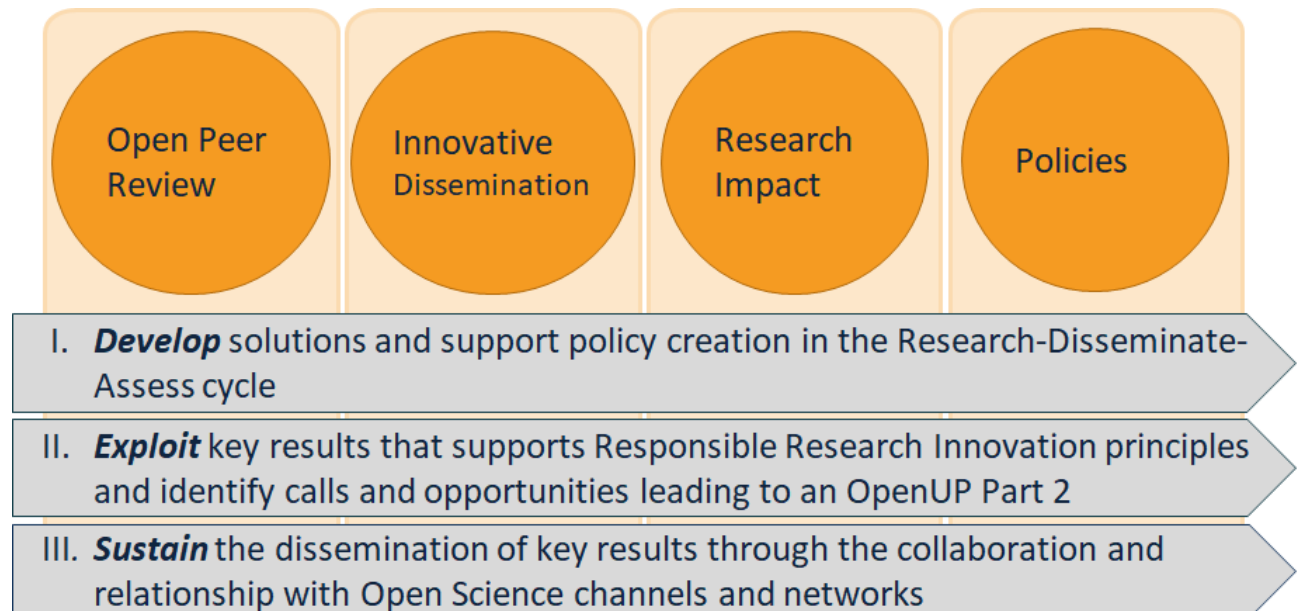 Open Peer
Review
Innovative
Dissemination
Research
Impact
Policies
I. Develop solutions and support policy creation in the Research-Disseminate-
Assess cycle
II. Exploit key results that supports Responsible Research Innovation principles
and identify calls and opportunities leading to an OpenUP Part 2
III. Sustain the dissemination of key results through the collaboration and
relationship with Open Science channels and networks